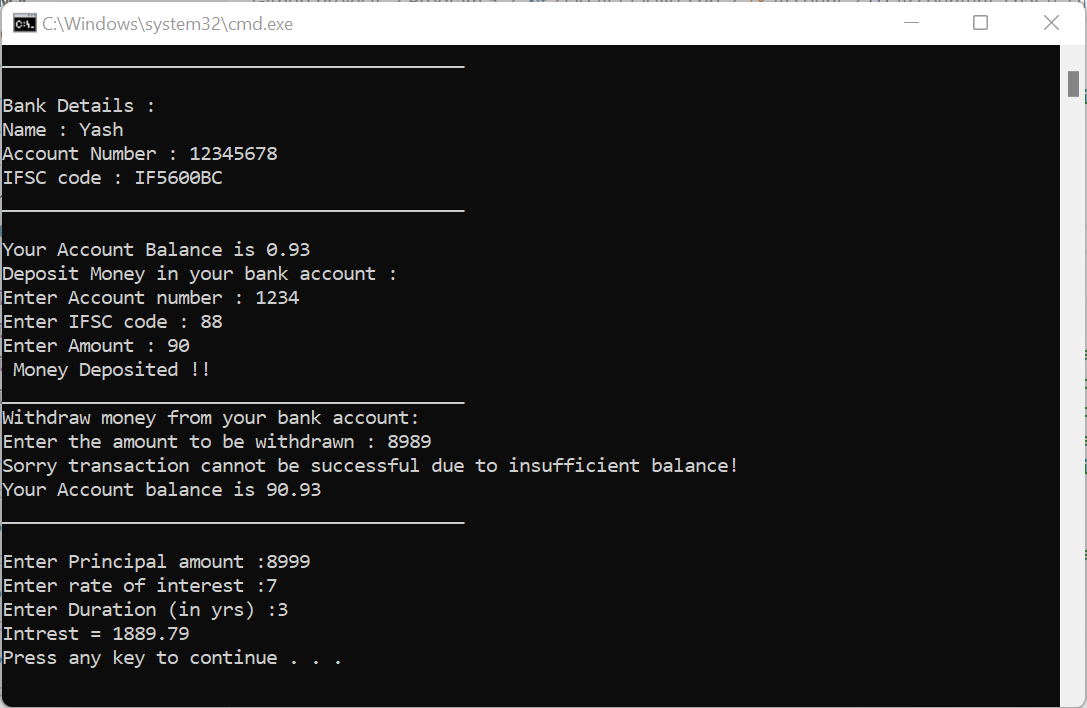 C:\Windows\system32\cmd.exe
Bank Details :
Name : Yash
Account Number : 12345678
IFSC code : IF5600BC
Your Account Balance is 0.93
Deposit Money in your bank account :
Enter Account number : 1234
Enter IFSC code : 88
Enter Amount : 90
Money Deposited !!
Withdraw money from your bank account:
Enter the amount to be withdrawn : 8989
Sorry transaction cannot be successful due to insufficient balance!
Your Account balance is 90.93
Enter Principal amount :8999
Enter rate of interest :7
Enter Duration (in yrs) :3
Intrest = 1889.79
Press any key to continue . . .